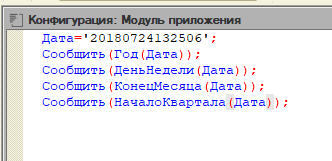 Конфигурация: Модуль приложения
Дата='20180724132506';
Сообщить(Год(Дата));
Сообщить(ДеньНедели(Дата));
Сообщить(КонецМесяца(Дата));
Сообщить(НачалоКвартала(Дата));